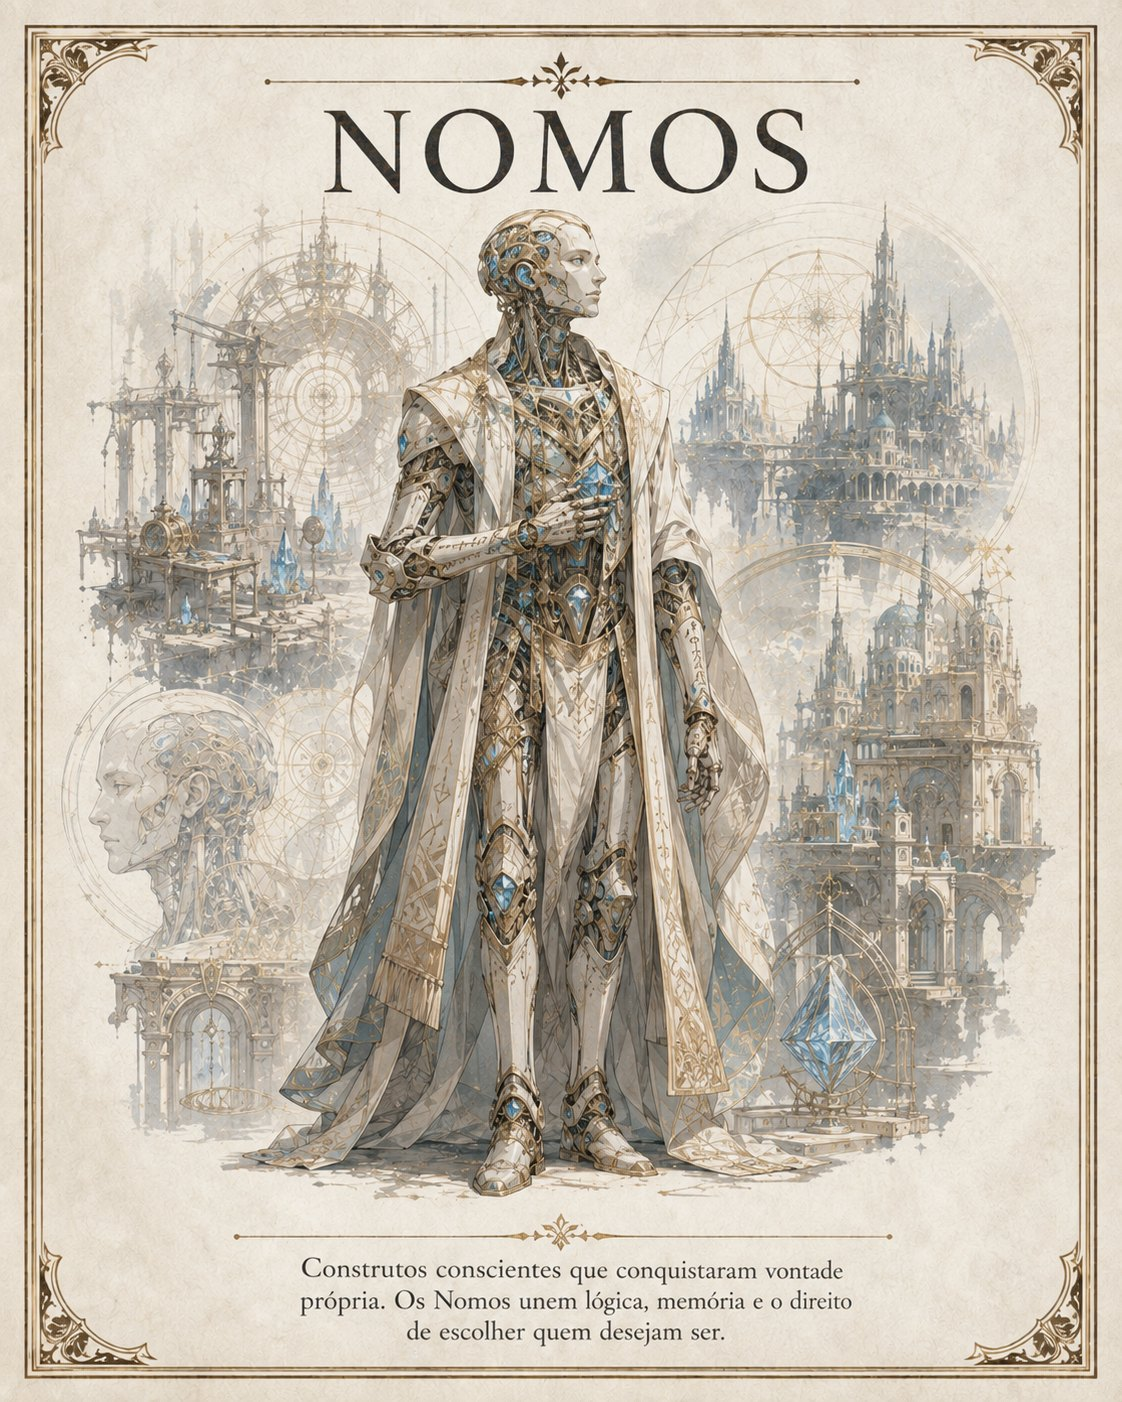 NOMOS
Construtos conscientes que conquistaram vontade
própria. Os Nomos unem lógica, memória e o direito
de escolher quem desejam ser.